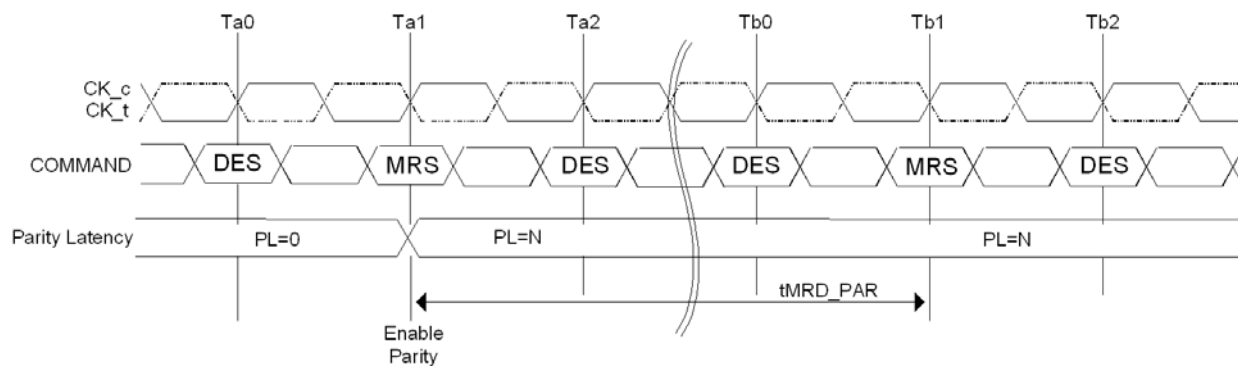 Ta0 Ta1 Ta2 Tb0 Tb1 Tb2
CK_c
CK_t
COMMAND DES MRS DES DES MRS DES
Parity Latency PL=0 PL=N PL=N
tMRD_PAR
Enable
Parity